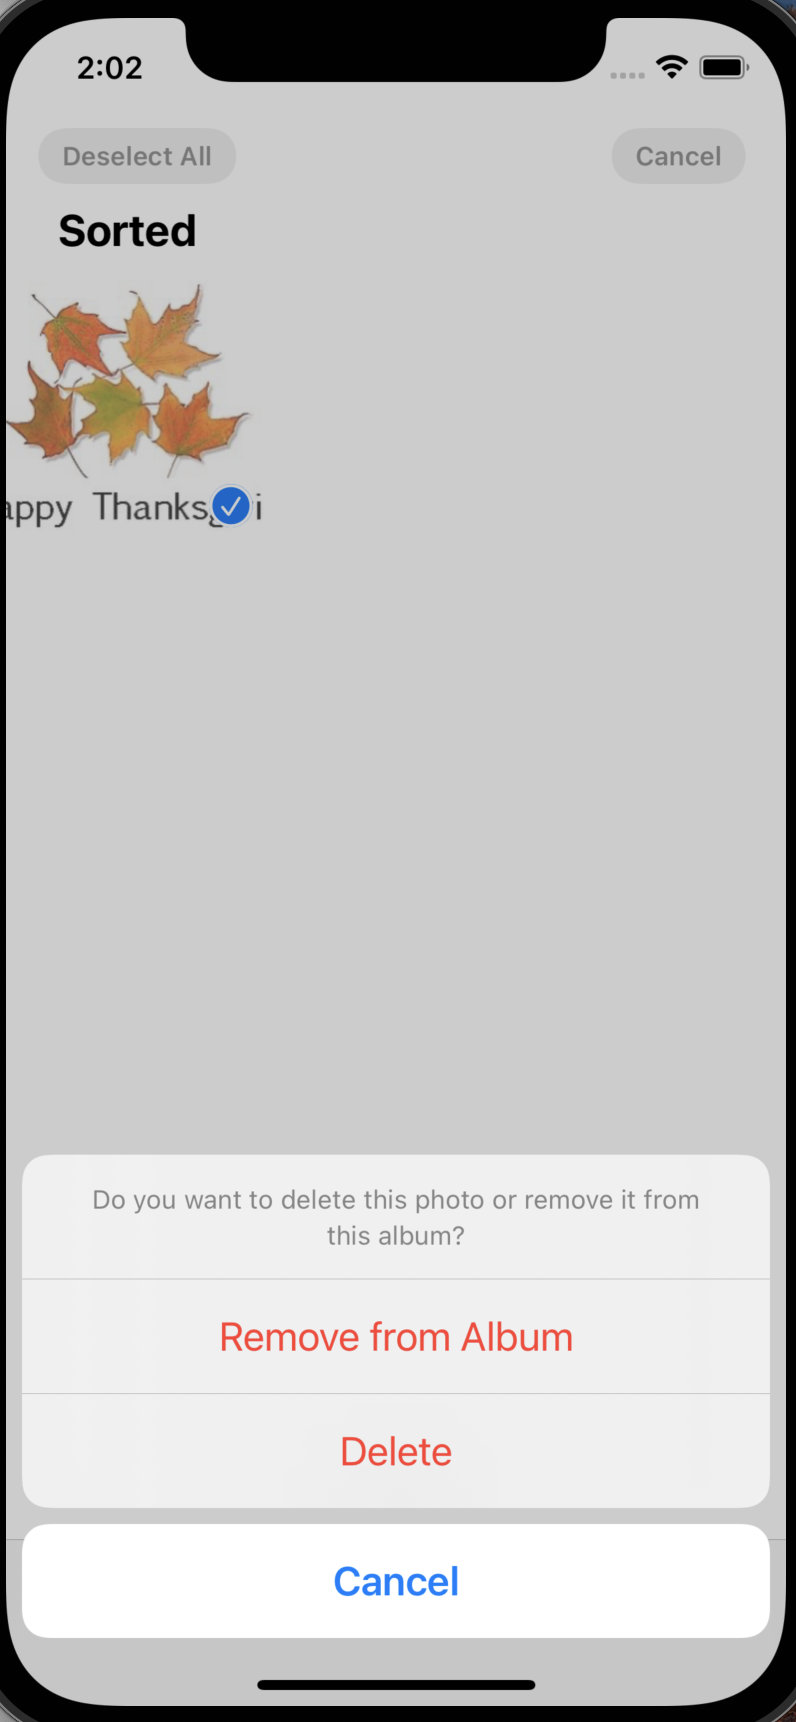 2:02
Deselect All
Cancel
Sorted
appy Thanks i
Do you want to delete this photo or remove it from
this album?
Remove from Album
Delete
Cancel